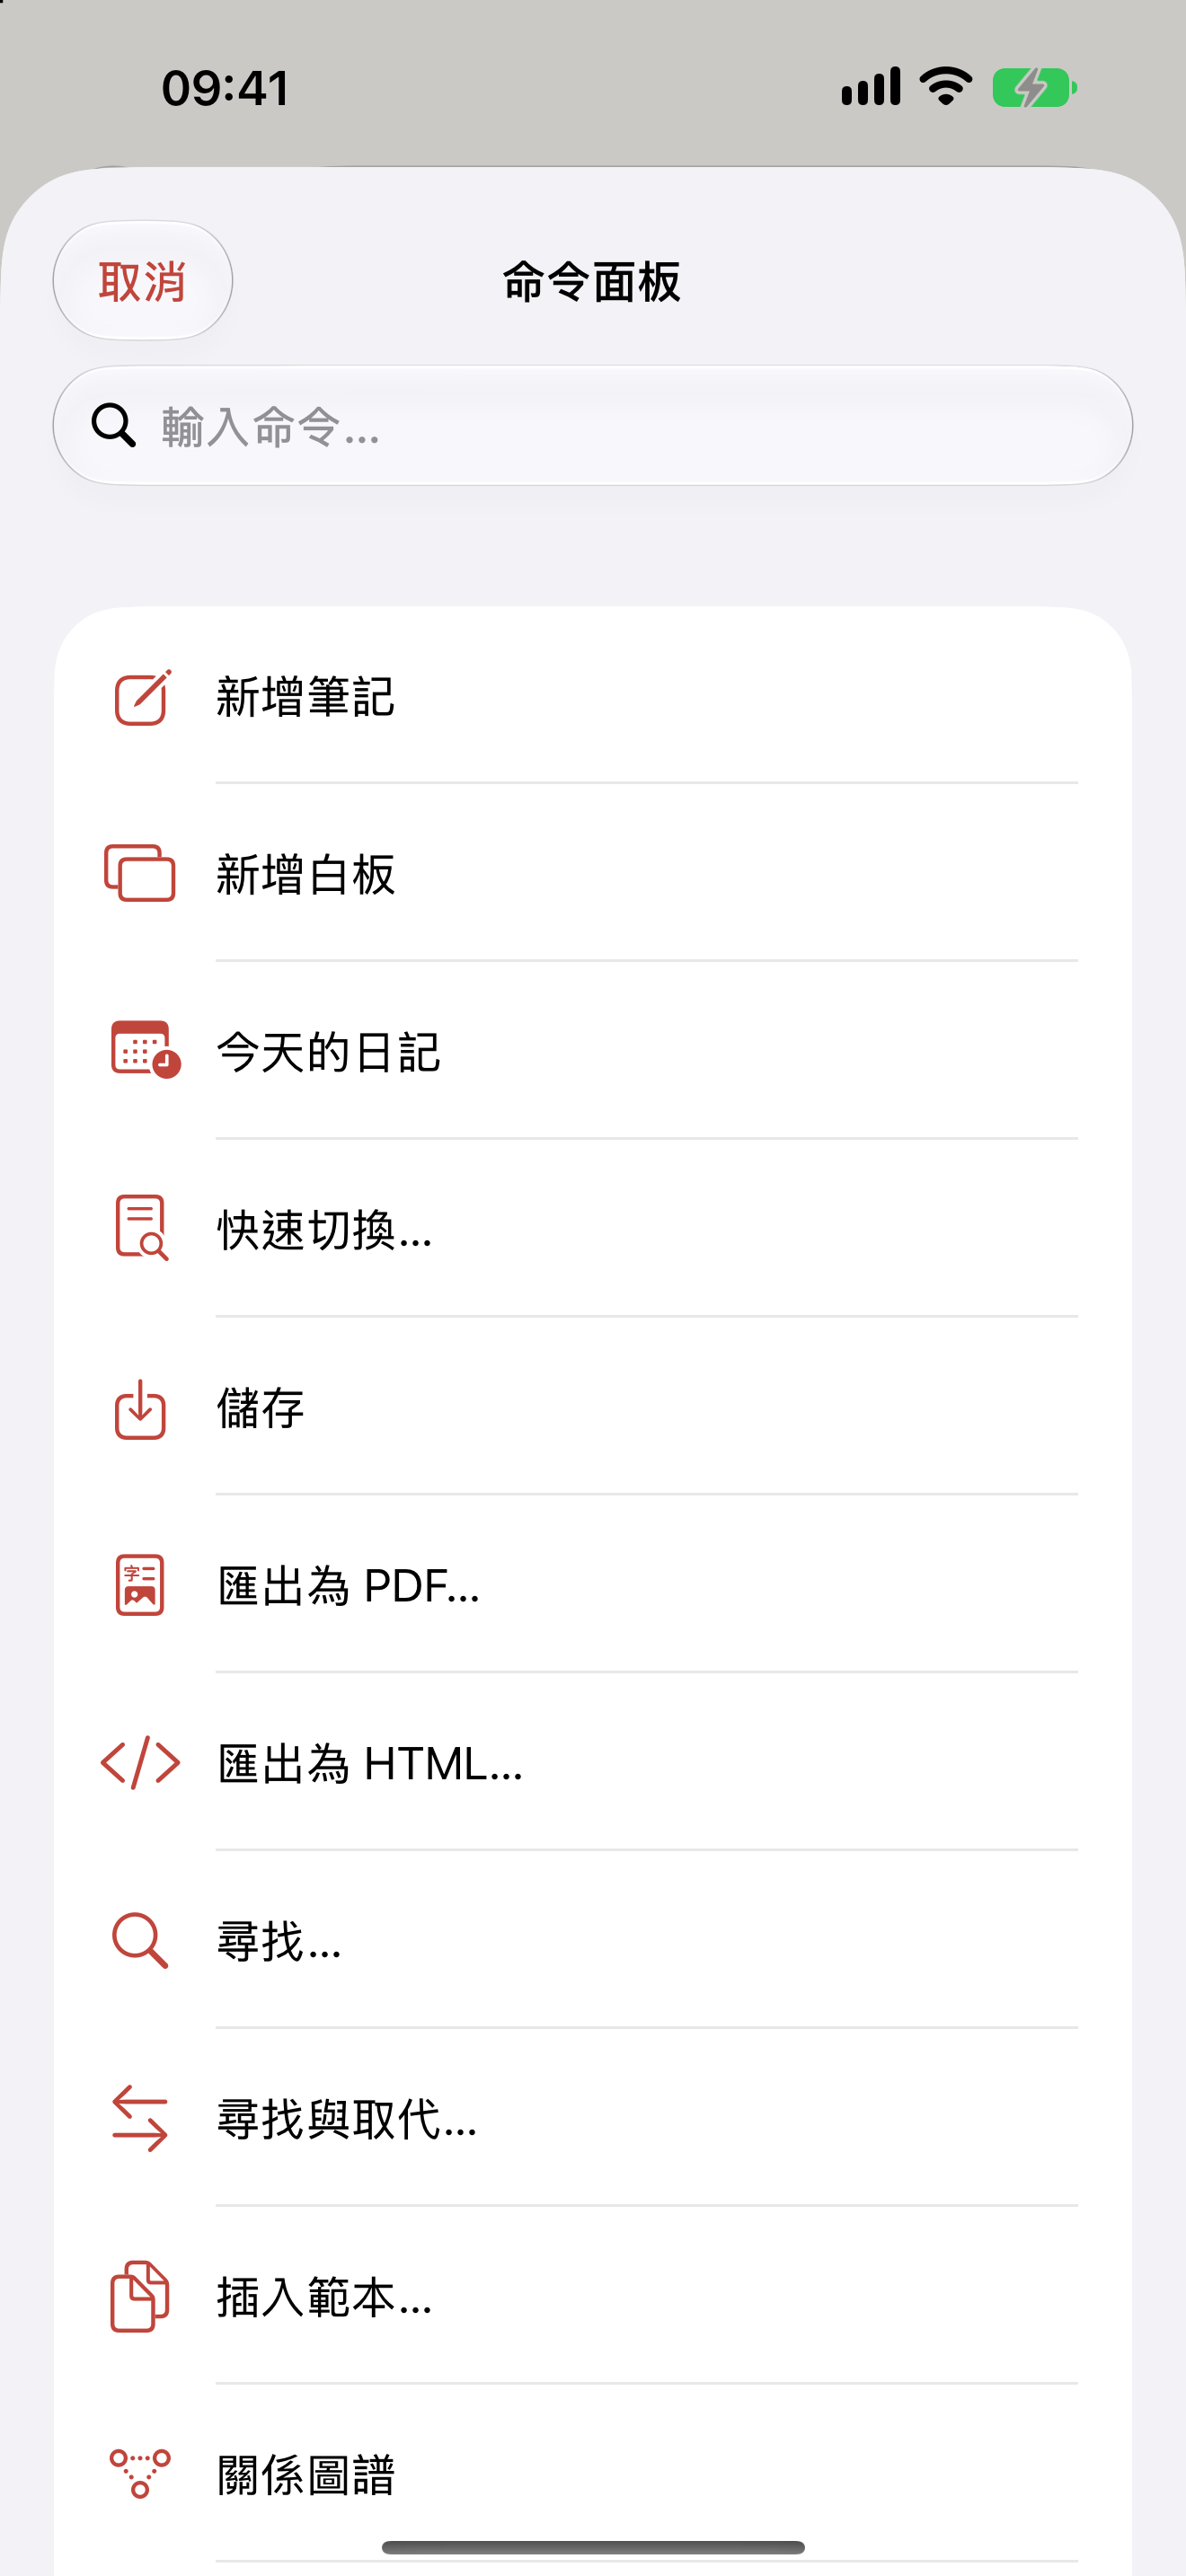 09:41
取消
命令面板
輸入命令...
新增筆記
新增白板
今天的日記
快速切換...
儲存
匯出為 PDF...
匯出為 HTML...
尋找...
尋找與取代...
插入範本...
關係圖譜